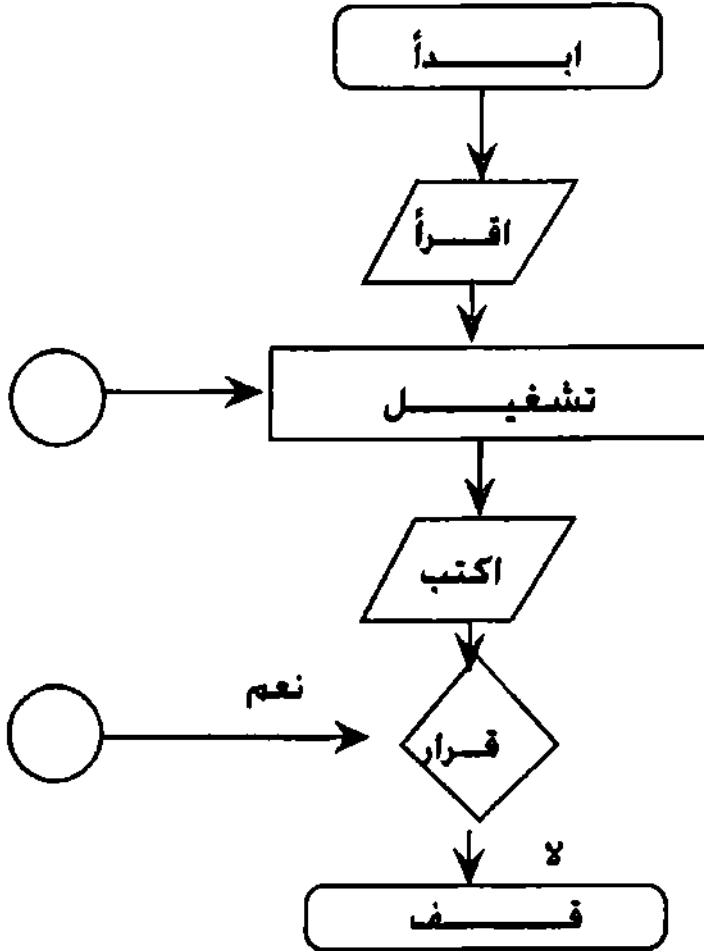 ابدأ
اقرأ
تشغيل
اكتب
نعم
قرار
لا
قف